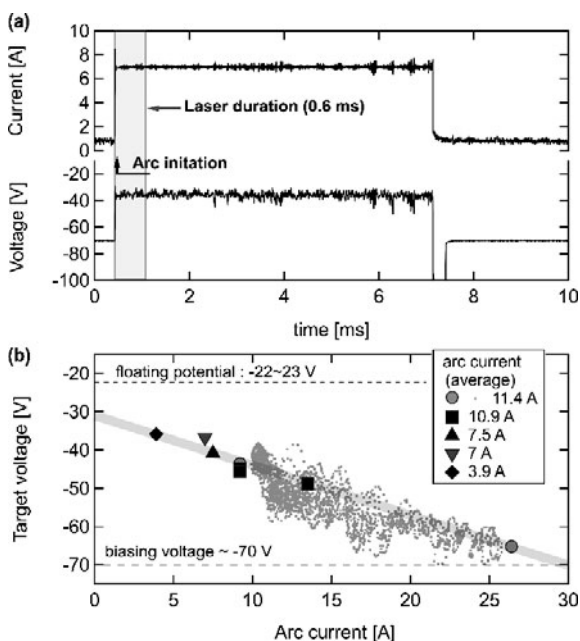 (a)
Current [A]
10
8
6
4
2
0
Laser duration (0.6 ms)
Arc initation
Voltage [V]
-20
-40
-60
-80
-100
0 2 4 6 8 10
time [ms]
(b)
Target voltage [V]
-20
-30
-40
-50
-60
-70
floating potential : -22~23 V
arc current
(average)
11.4 A
10.9 A
7.5 A
7 A
3.9 A
biasing voltage ~ -70 V
0 5 10 15 20 25 30
Arc current [A]